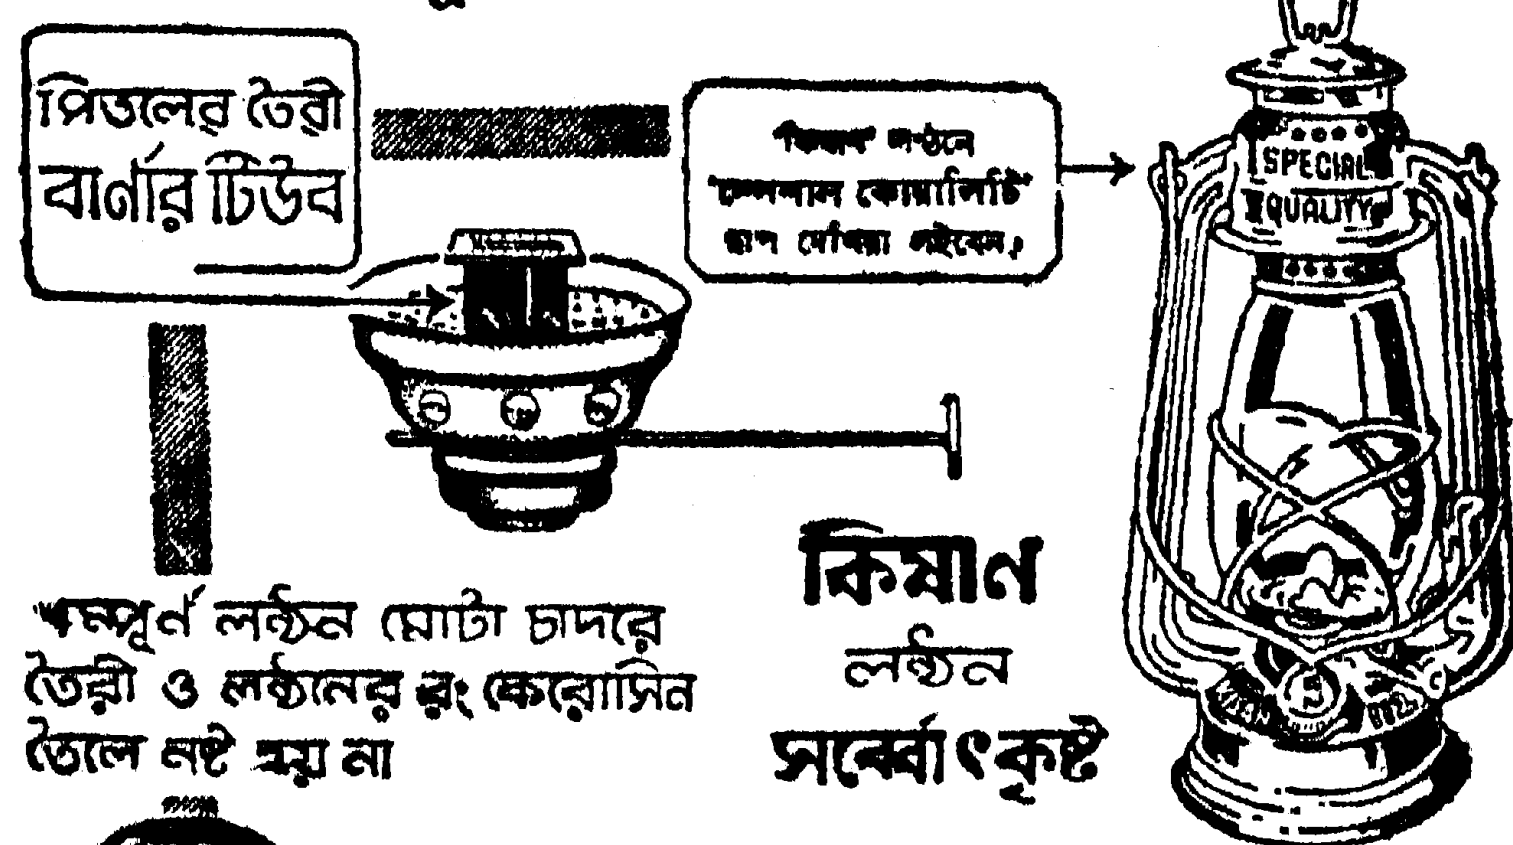 পিতলের তৈরী
বার্ণার টিউব
'কিষাণ' লণ্ঠনে
'স্পেশাল কোয়ালিটি'
ছাপ দেখিয়া লইবেন।
SPECIAL
QUALITY
সম্পূর্ণ লণ্ঠন মোটা চাদরে
তৈরী ও লণ্ঠনের রং কেরোসিন
তৈলে নষ্ট হয় না
কিষাণ
লণ্ঠন
সর্ব্বোৎকৃষ্ট